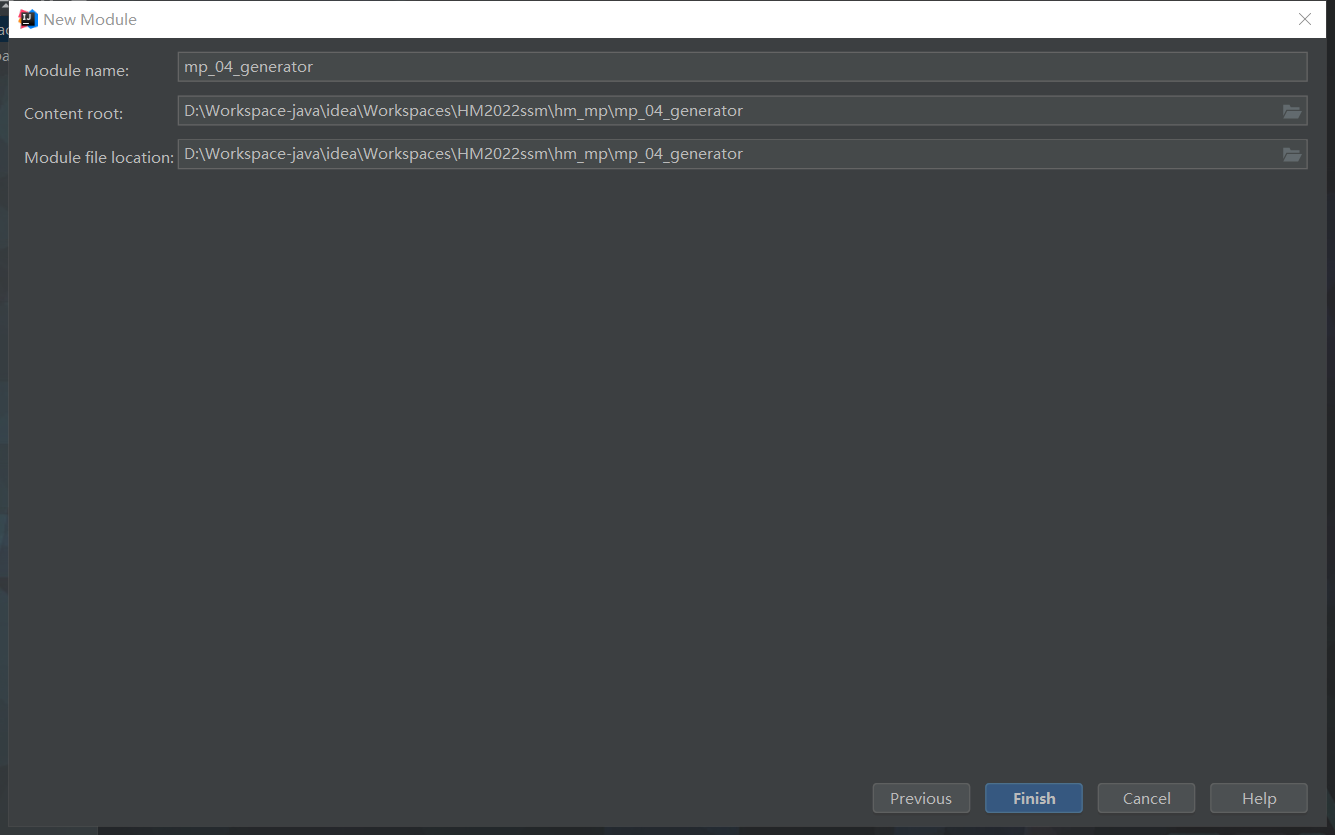 New Module
Module name: mp_04_generator
Content root: D:\Workspace-java\idea\Workspaces\HM2022ssm\hm_mp\mp_04_generator
Module file location: D:\Workspace-java\idea\Workspaces\HM2022ssm\hm_mp\mp_04_generator
Previous Finish Cancel Help